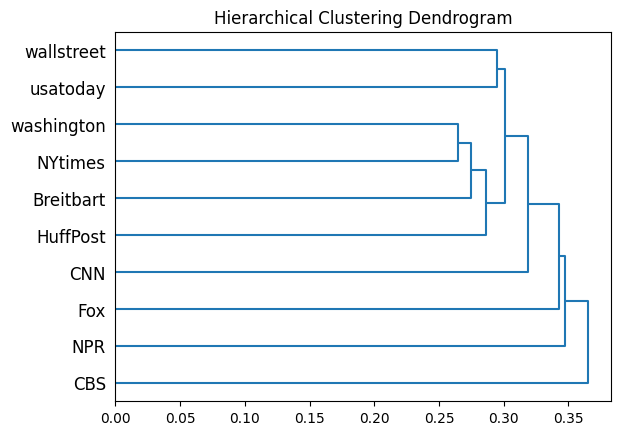 Hierarchical Clustering Dendrogram
wallstreet
usatoday
washington
NYtimes
Breitbart
HuffPost
CNN
Fox
NPR
CBS
0.00 0.05 0.10 0.15 0.20 0.25 0.30 0.35